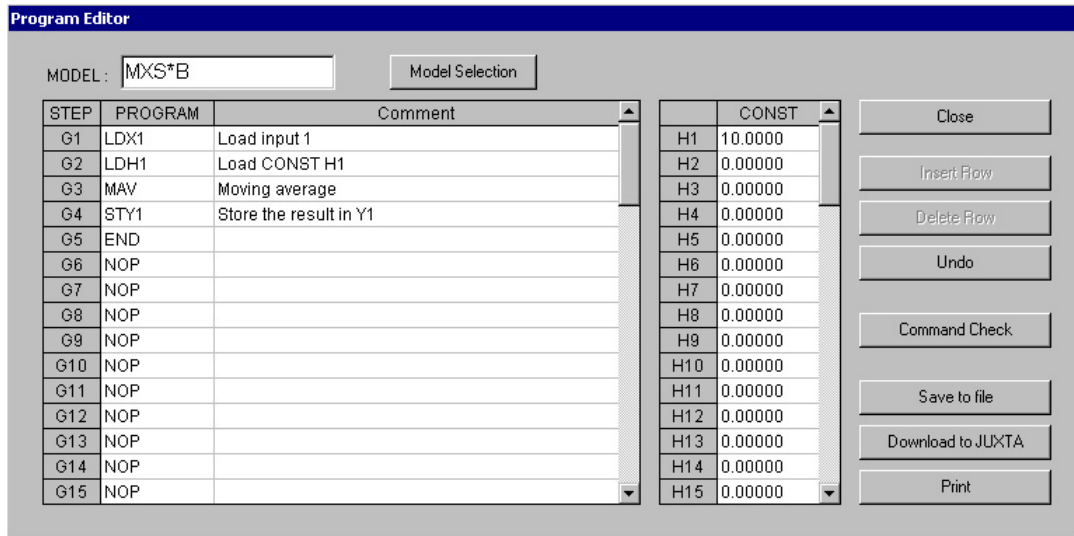 Program Editor
MODEL : MXS*B Model Selection
STEP PROGRAM Comment CONST Close
G1 LDX1 Load input 1 H1 10.0000
G2 LDH1 Load CONST H1 H2 0.00000 Insert Row
G3 MAV Moving average H3 0.00000
G4 STY1 Store the result in Y1 H4 0.00000 Delete Row
G5 END H5 0.00000
G6 NOP H6 0.00000 Undo
G7 NOP H7 0.00000
G8 NOP H8 0.00000
G9 NOP H9 0.00000 Command Check
G10 NOP H10 0.00000
G11 NOP H11 0.00000
G12 NOP H12 0.00000 Save to file
G13 NOP H13 0.00000 Download to JUXTA
G14 NOP H14 0.00000
G15 NOP H15 0.00000 Print